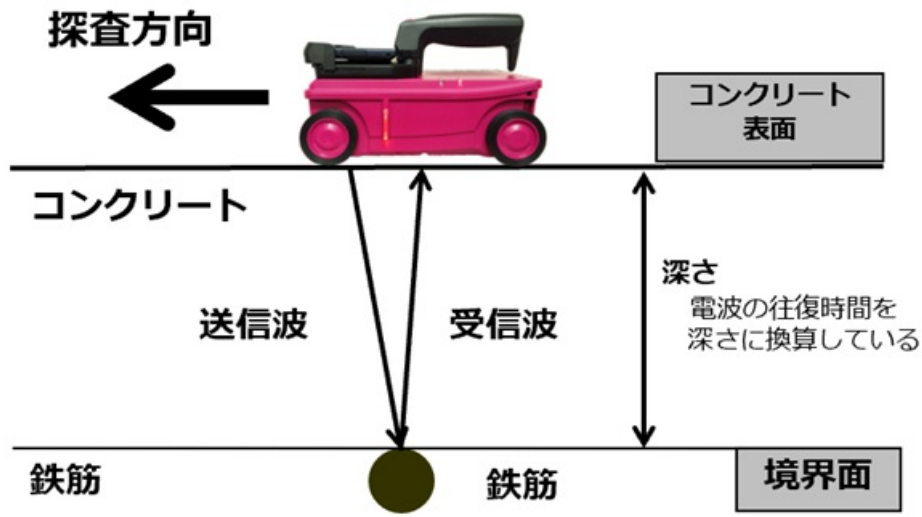 探査方向
コンクリート
表面
コンクリート
深さ
電波の往復時間を
深さに換算している
送信波
受信波
鉄筋
鉄筋
境界面